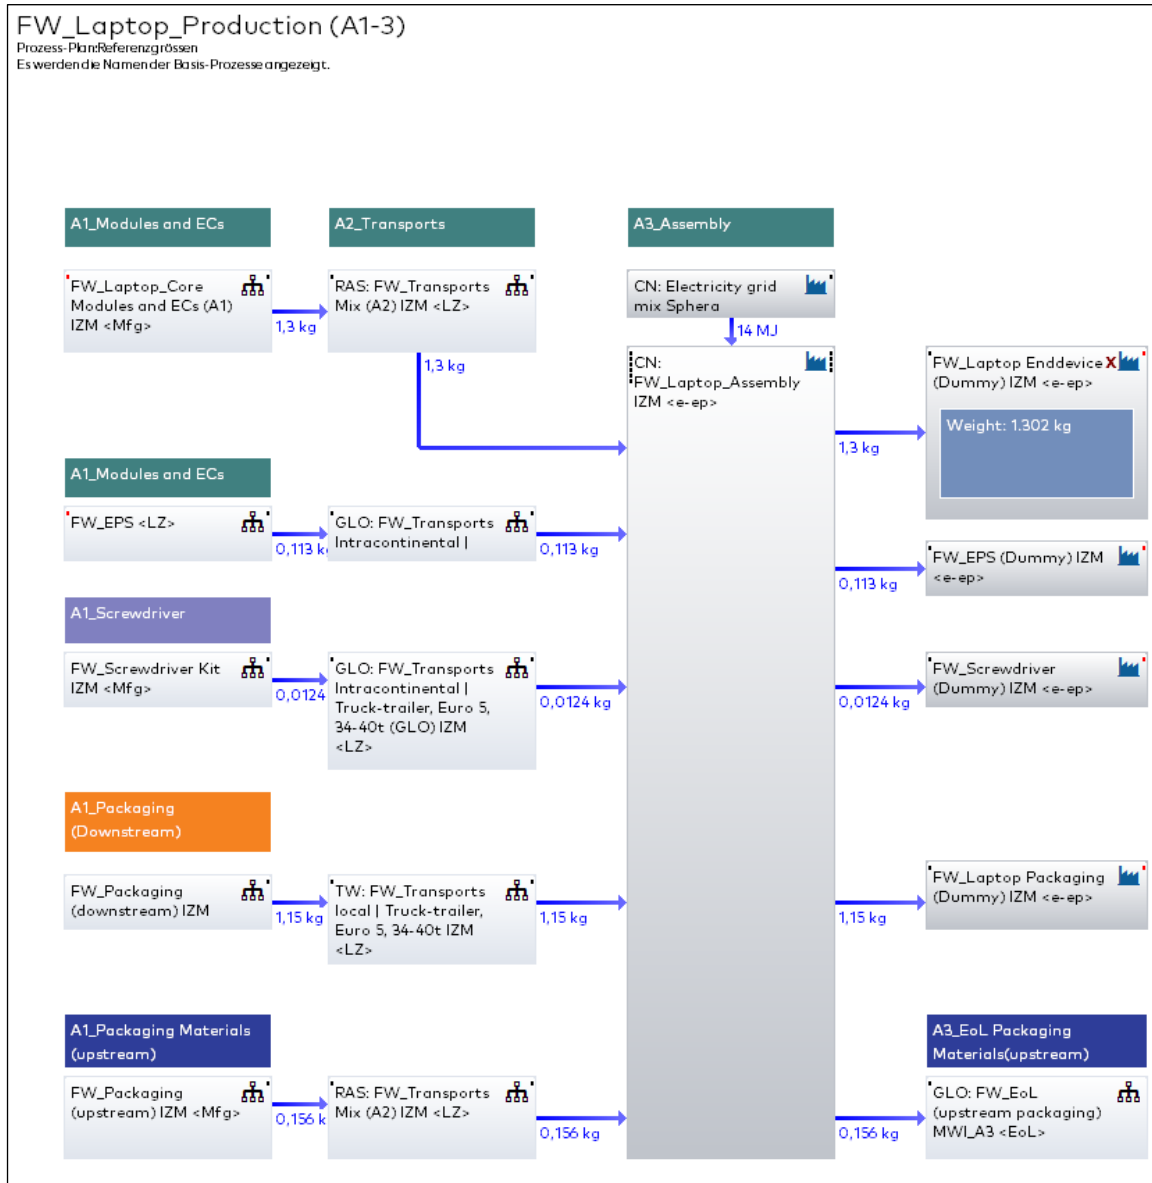 FW_Laptop_Production (A1-3)
Prozess-Plan:Referenzgrössen
Es werden die Namen der Basis-Prozesse angezeigt.
A1_Modules and ECs
A2_Transports
A3_Assembly
FW_Laptop_Core
Modules and ECs (A1)
IZM <Mfg>
1,3 kg
RAS: FW_Transports
Mix (A2) IZM <LZ>
1,3 kg
CN: Electricity grid
mix Sphera
14 MJ
CN:
FW_Laptop_Assembly
IZM <e-ep>
1,3 kg
FW_Laptop Enddevice X
(Dummy) IZM <e-ep>
Weight: 1.302 kg
A1_Modules and ECs
FW_EPS <LZ>
0,113 k
GLO: FW_Transports
Intracontinental |
0,113 kg
0,113 kg
FW_EPS (Dummy) IZM
<e-ep>
A1_Screwdriver
FW_Screwdriver Kit
IZM <Mfg>
0,0124
GLO: FW_Transports
Intracontinental |
Truck-trailer, Euro 5,
34-40t (GLO) IZM
<LZ>
0,0124 kg
0,0124 kg
FW_Screwdriver
(Dummy) IZM <e-ep>
A1_Packaging
(Downstream)
FW_Packaging
(downstream) IZM
1,15 kg
TW: FW_Transports
local | Truck-trailer,
Euro 5, 34-40t IZM
<LZ>
1,15 kg
1,15 kg
FW_Laptop Packaging
(Dummy) IZM <e-ep>
A1_Packaging Materials
(upstream)
FW_Packaging
(upstream) IZM <Mfg>
0,156 k
RAS: FW_Transports
Mix (A2) IZM <LZ>
0,156 kg
0,156 kg
A3_EoL Packaging
Materials(upstream)
GLO: FW_EoL
(upstream packaging)
MWI_A3 <EoL>